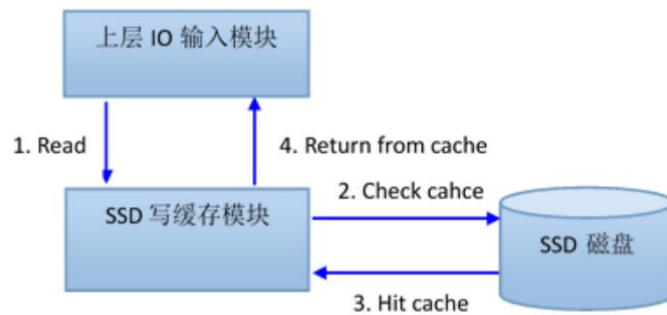 上层 IO 输入模块
1. Read
4. Return from cache
2. Check cahce
SSD 写缓存模块
SSD 磁盘
3. Hit cache